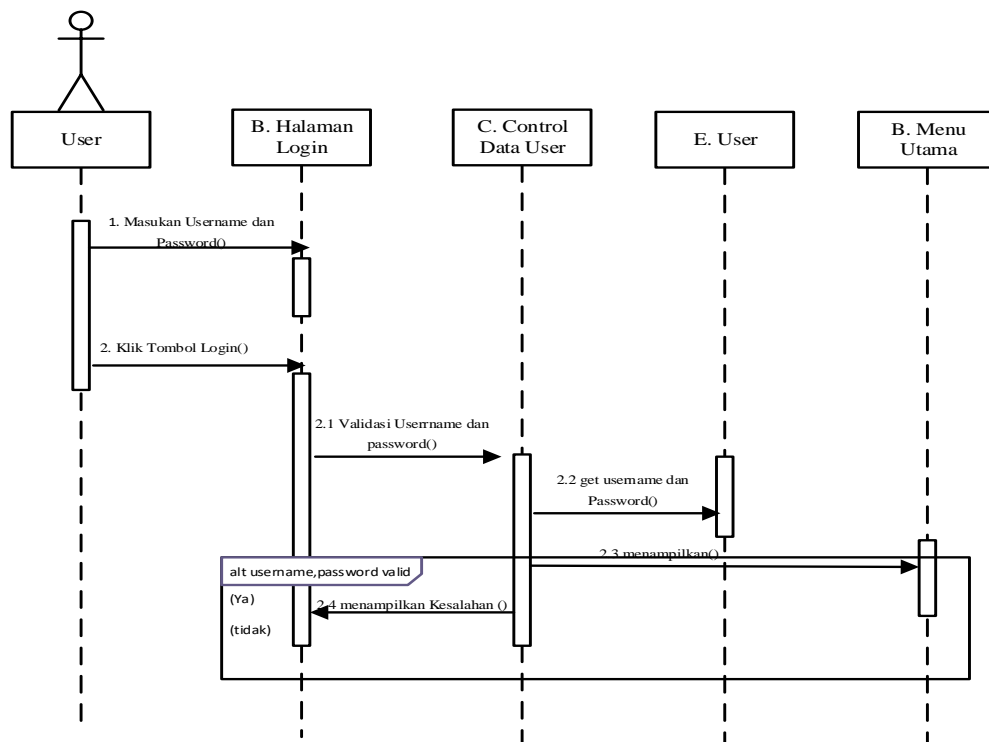 User
B. Halaman
Login
C. Control
Data User
E. User
B. Menu
Utama
1. Masukan Username dan
Password()
2. Klik Tombol Login()
2.1 Validasi Usernname dan
password()
2.2 get username dan
Password()
2.3 menampilkan()
alt username,password valid
(Ya)
2.4 menampilkan Kesalahan ()
(tidak)